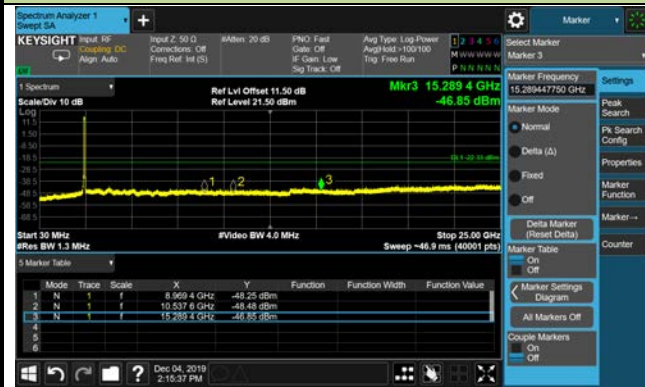 Spectrum Analyzer 1
Swept SA
+
Marker
KEYSIGHT
Input: RF
Coupling: DC
Align: Auto
Input Z: 50 Ω
Corrections: Off
Freq Ref: Int (S)
#Atten: 20 dB
PNO: Fast
Gate: Off
IF Gain: Low
Sig Track: Off
Avg Type: Log-Power
Avg|Hold:>100/100
Trig: Free Run
1 2 3 4 5 6
M W W W W W
P N N N N N
Select Marker
Marker 3
1 Spectrum
Scale/Div 10 dB
Log
Ref Lvl Offset 11.50 dB
Ref Level 21.50 dBm
Mkr3 15.289 4 GHz
-46.85 dBm
11.5
1.50
-8.50
-18.5
-28.5
-38.5
-48.5
-58.5
-68.5
1
2
3
Start 30 MHz
#Res BW 1.3 MHz
#Video BW 4.0 MHz
Stop 25.00 GHz
Sweep ~46.9 ms (40001 pts)
5 Marker Table
Mode Trace Scale X Y Function Function Width Function Value
1 N 1 f 8.969 4 GHz -48.25 dBm
2 N 1 f 10.537 6 GHz -48.48 dBm
3 N 1 f 15.289 4 GHz -46.85 dBm
4
5
6
Dec 04, 2019
2:15:37 PM
Marker Frequency
15.289447750 GHz
Marker Mode
Normal
Delta (Δ)
Fixed
Off
Delta Marker
(Reset Delta)
Marker Table
On
Off
Marker Settings
Diagram
All Markers Off
Couple Markers
On
Off
Settings
Peak
Search
Pk Search
Config
Properties
Marker
Function
Marker→
Counter